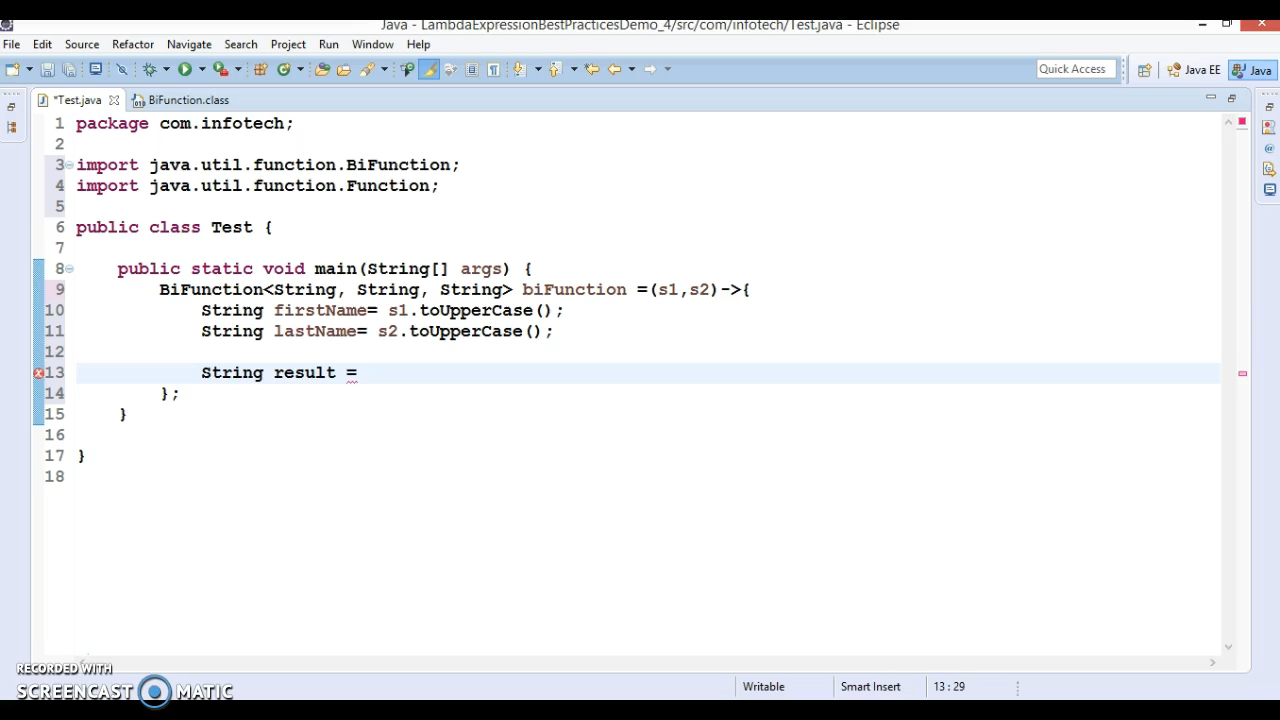 Java - LambdaExpressionBestPracticesDemo_4/src/com/infotech/Test.java - Eclipse
File Edit Source Refactor Navigate Search Project Run Window Help
Quick Access Java EE Java
*Test.java BiFunction.class
1 package com.infotech;
2
3 import java.util.function.BiFunction;
4 import java.util.function.Function;
5
6 public class Test {
7
8 public static void main(String[] args) {
9 BiFunction<String, String, String> biFunction =(s1,s2)->{
10 String firstName= s1.toUpperCase();
11 String lastName= s2.toUpperCase();
12
13 String result =
14 };
15 }
16
17 }
18
RECORDED WITH
SCREENCAST MATIC
Writable Smart Insert 13 : 29